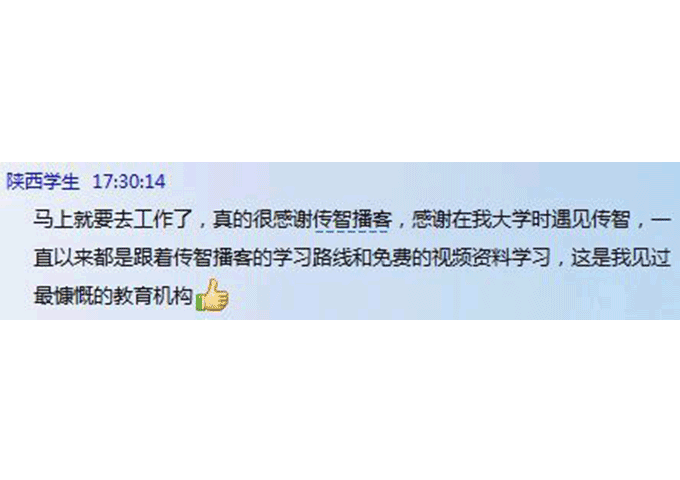 陕西学生 17:30:14
马上就要去工作了，真的很感谢传智播客，感谢在我大学时遇见传智，一
直以来都是跟着传智播客的学习路线和免费的视频资料学习，这是我见过
最慷慨的教育机构